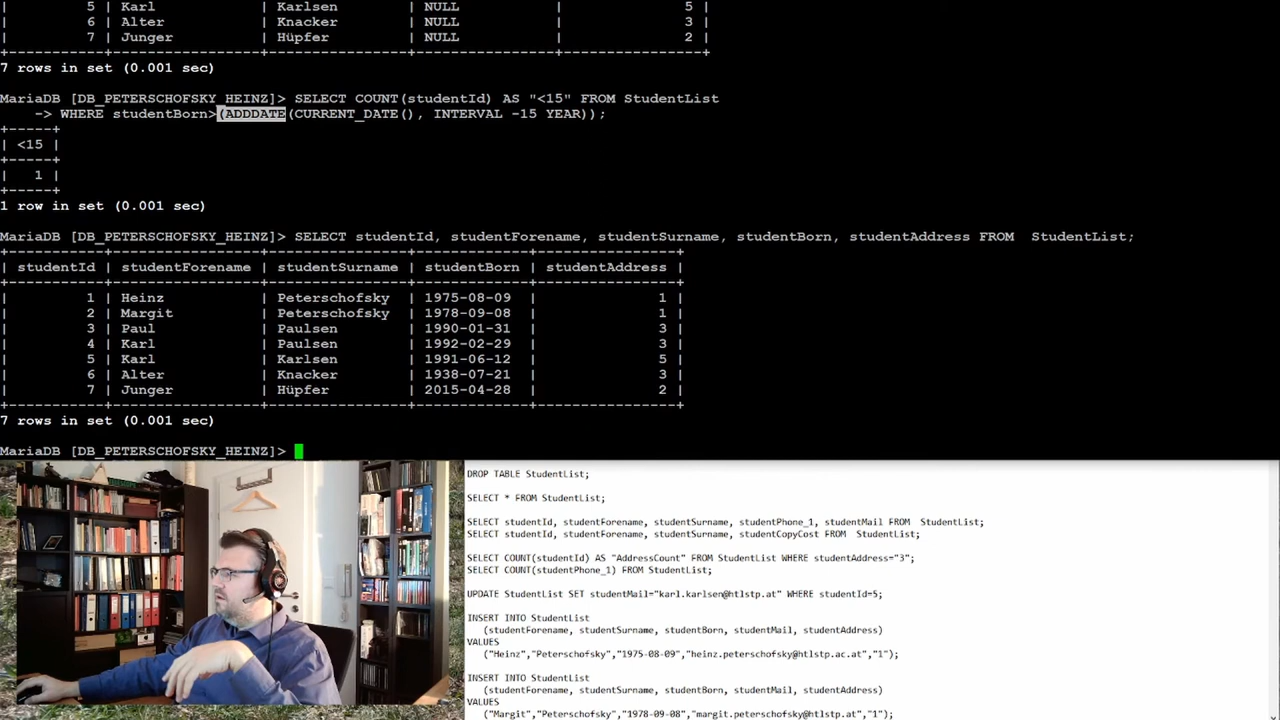 |         5 | Karl            | Karlsen         | NULL           |              5 |
|         6 | Alter           | Knacker         | NULL           |              3 |
|         7 | Junger          | Hüpfer          | NULL           |              2 |
+-----------+-----------------+-----------------+----------------+----------------+
7 rows in set (0.001 sec)
MariaDB [DB_PETERSCHOFSKY_HEINZ]> SELECT COUNT(studentId) AS "<15" FROM StudentList
    -> WHERE studentBorn>(ADDDATE(CURRENT_DATE(), INTERVAL -15 YEAR));
+-----+
| <15 |
+-----+
|   1 |
+-----+
1 row in set (0.001 sec)
MariaDB [DB_PETERSCHOFSKY_HEINZ]> SELECT studentId, studentForename, studentSurname, studentBorn, studentAddress FROM  StudentList;
+-----------+-----------------+----------------+-------------+----------------+
| studentId | studentForename | studentSurname | studentBorn | studentAddress |
+-----------+-----------------+----------------+-------------+----------------+
|         1 | Heinz           | Peterschofsky  | 1975-08-09  |              1 |
|         2 | Margit          | Peterschofsky  | 1978-09-08  |              1 |
|         3 | Paul            | Paulsen        | 1990-01-31  |              3 |
|         4 | Karl            | Paulsen        | 1992-02-29  |              3 |
|         5 | Karl            | Karlsen        | 1991-06-12  |              5 |
|         6 | Alter           | Knacker        | 1938-07-21  |              3 |
|         7 | Junger          | Hüpfer         | 2015-04-28  |              2 |
+-----------+-----------------+----------------+-------------+----------------+
7 rows in set (0.001 sec)
MariaDB [DB_PETERSCHOFSKY_HEINZ]>
DROP TABLE StudentList;
SELECT * FROM StudentList;
SELECT studentId, studentForename, studentSurname, studentPhone_1, studentMail FROM  StudentList;
SELECT studentId, studentForename, studentSurname, studentCopyCost FROM  StudentList;
SELECT COUNT(studentId) AS "AddressCount" FROM StudentList WHERE studentAddress="3";
SELECT COUNT(studentPhone_1) FROM StudentList;
UPDATE StudentList SET studentMail="karl.karlsen@htlstp.at" WHERE studentId=5;
INSERT INTO StudentList
(studentForename, studentSurname, studentBorn, studentMail, studentAddress)
VALUES
("Heinz","Peterschofsky","1975-08-09","heinz.peterschofsky@htlstp.ac.at","1");
INSERT INTO StudentList
(studentForename, studentSurname, studentBorn, studentMail, studentAddress)
VALUES
("Margit","Peterschofsky","1978-09-08","margit.peterschofsky@htlstp.at","1");